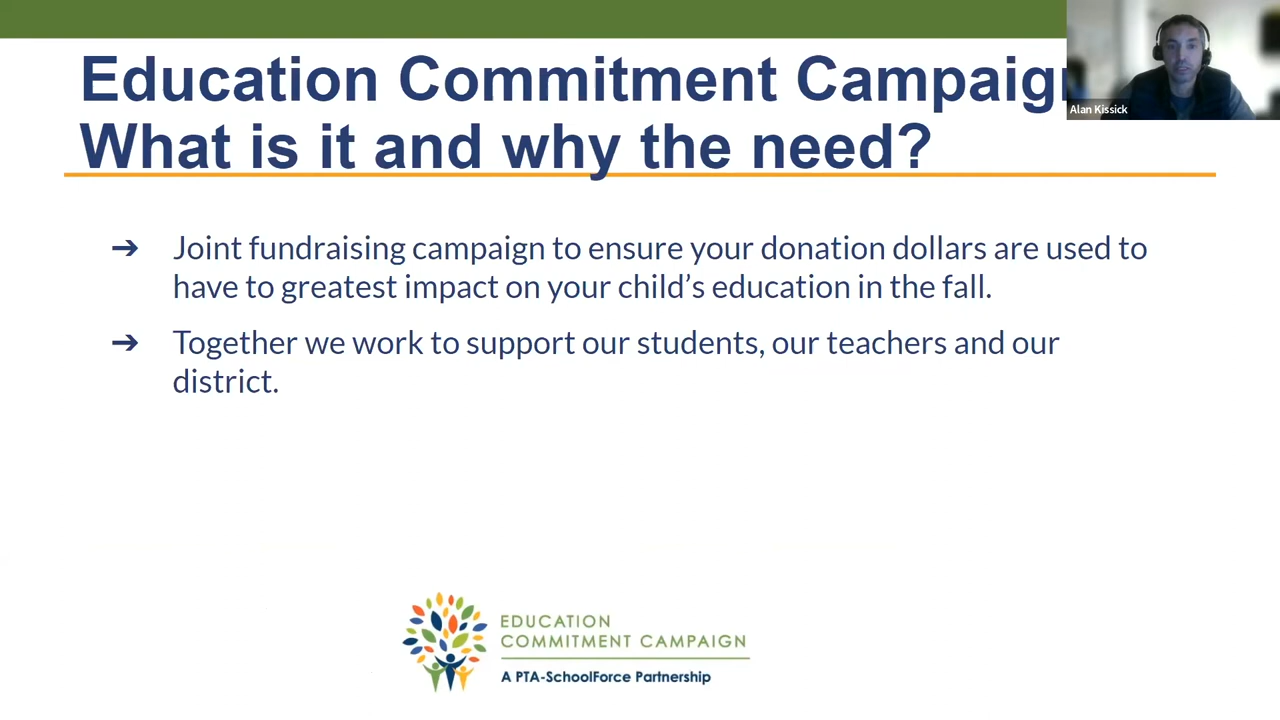 Education Commitment Campaign
What is it and why the need?
Alan Kissick
➔ Joint fundraising campaign to ensure your donation dollars are used to
have to greatest impact on your child’s education in the fall.
➔ Together we work to support our students, our teachers and our
district.
EDUCATION
COMMITMENT CAMPAIGN
A PTA-SchoolForce Partnership